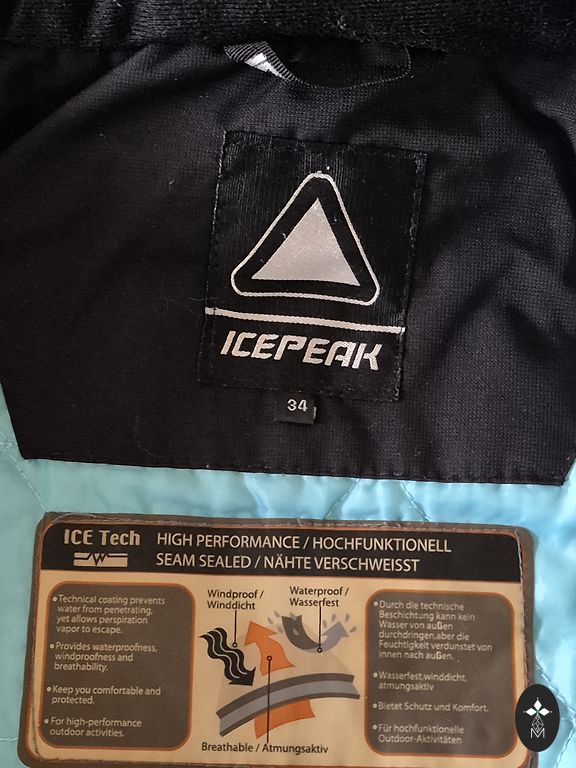 ICEPEAK
34
ICE Tech
HIGH PERFORMANCE / HOCHFUNKTIONELL
SEAM SEALED / NÄHTE VERSCHWEISST
• Technical coating prevents
water from penetrating,
yet allows perspiration
vapor to escape.
• Provides waterproofness,
windproofness and
breathability.
• Keep you comfortable and
protected.
• For high-performance
outdoor activities.
Windproof /
Winddicht
Waterproof /
Wasserfest
Breathable / Atmungsaktiv
• Durch die technische
Beschichtung kann kein
Wasser von außen
durchdringen,aber die
Feuchtigkeit verdunstet von
innen nach außen.
• Wasserfest,winddicht,
atmungsaktiv
• Bietet Schutz und Komfort.
• Für hochfunktionelle
Outdoor-Aktivitäten
M